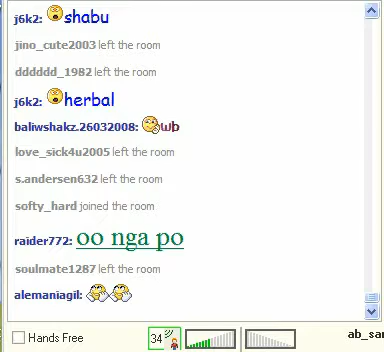 j6k2: shabu
jino_cute2003 left the room
dddddd_1982 left the room
j6k2: herbal
baliwshakz.26032008: wb
love_sick4u2005 left the room
s.andersen632 left the room
softy_hard joined the room
raider772: oo nga po
soulmate1287 left the room
alemaniagil:
Hands Free
34
ab_sar